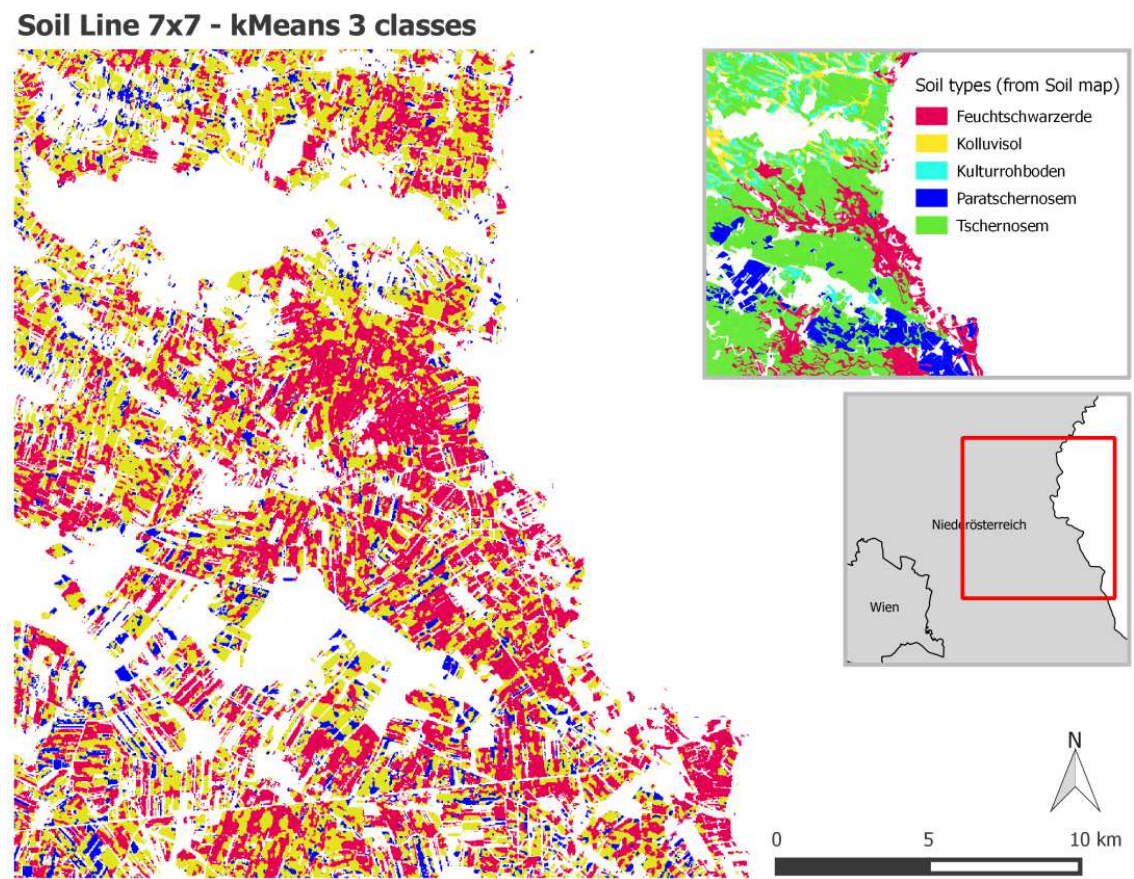 Soil Line 7x7 - kMeans 3 classes
Soil types (from Soil map)
Feuchtschwarzerde
Kolluvisol
Kulturrohboden
Paratschernosem
Tschernosem
Niederösterreich
Wien
N
0 5 10 km